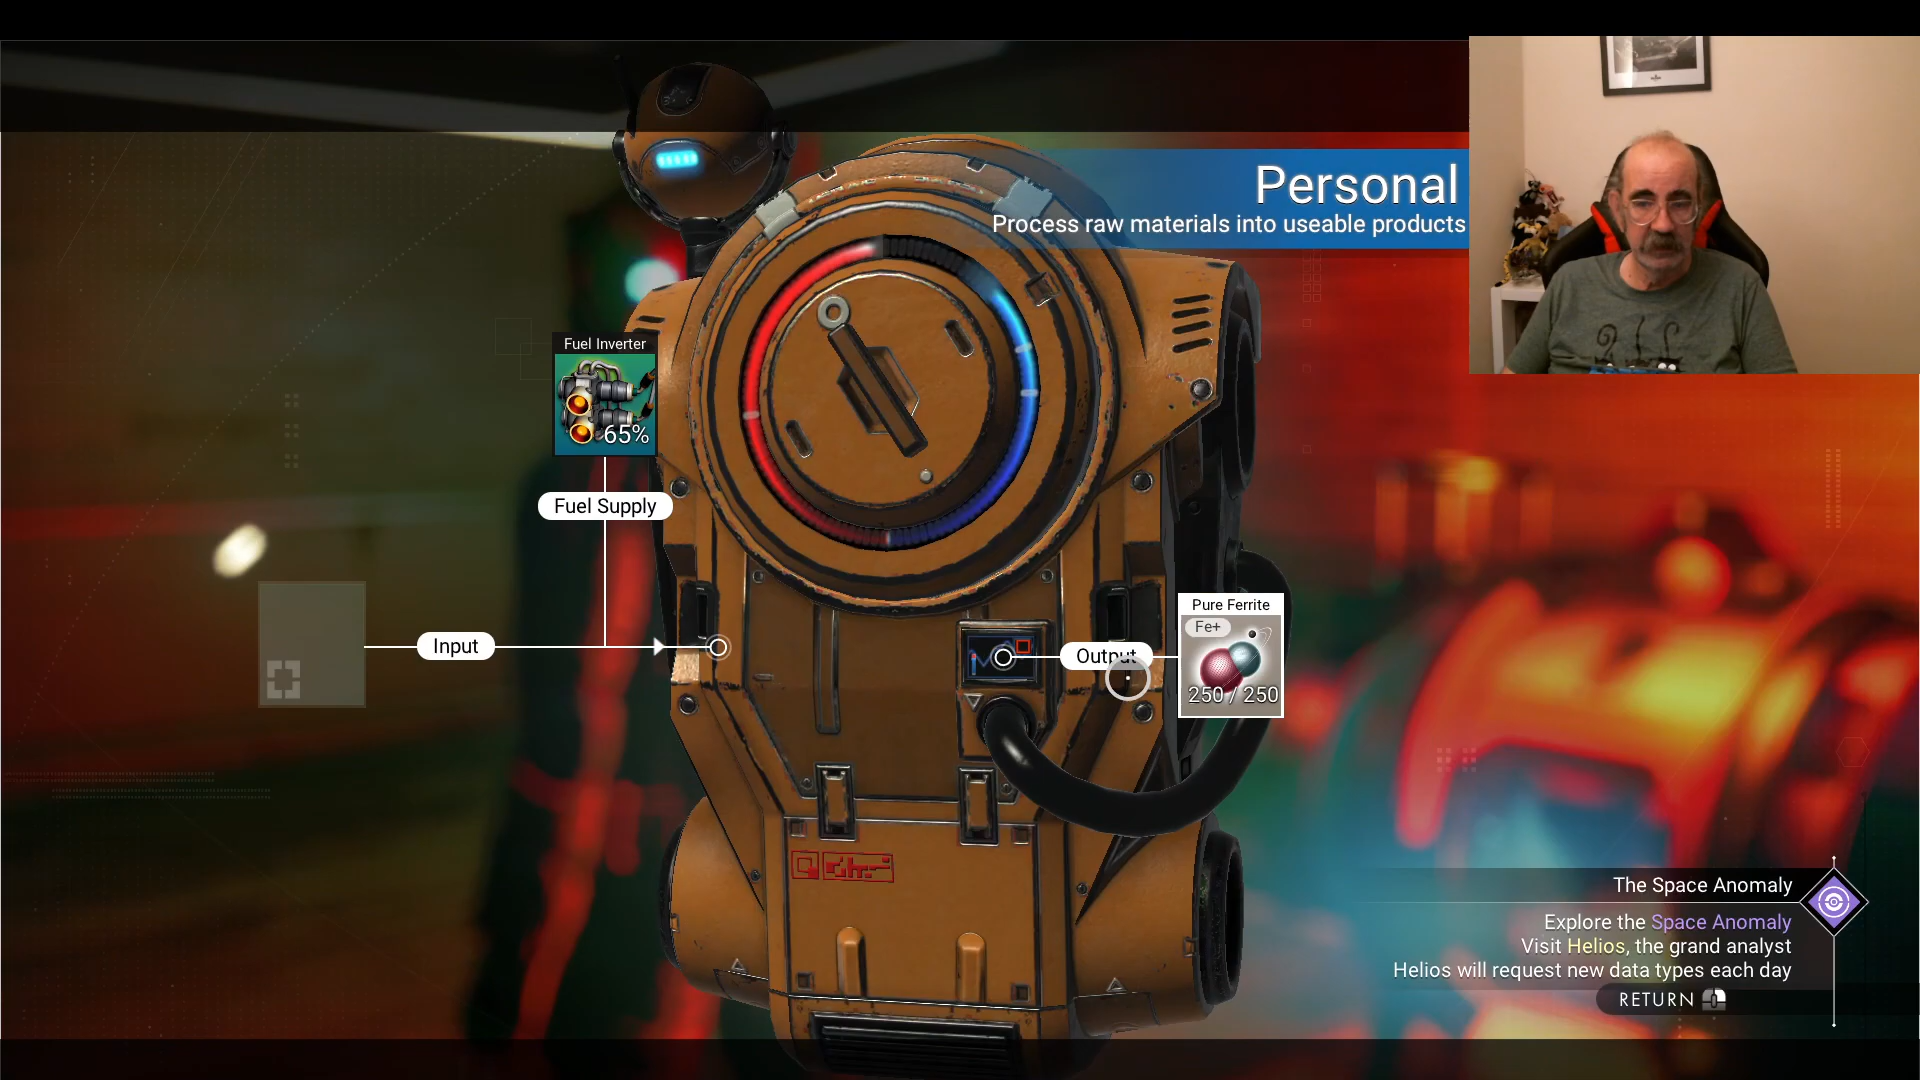 Personal
Process raw materials into useable products
Fuel Inverter
65%
Fuel Supply
Input
Output
Pure Ferrite
Fe+
250 / 250
The Space Anomaly
Explore the Space Anomaly
Visit Helios, the grand analyst
Helios will request new data types each day
RETURN